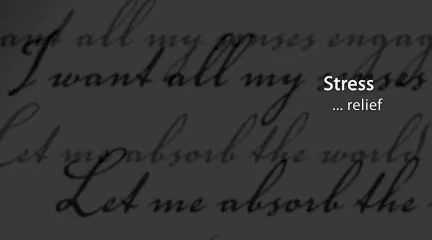 ant all my senses engag
I want all my senses
Stress
... relief
Let me absorb the world
Let me absorb the